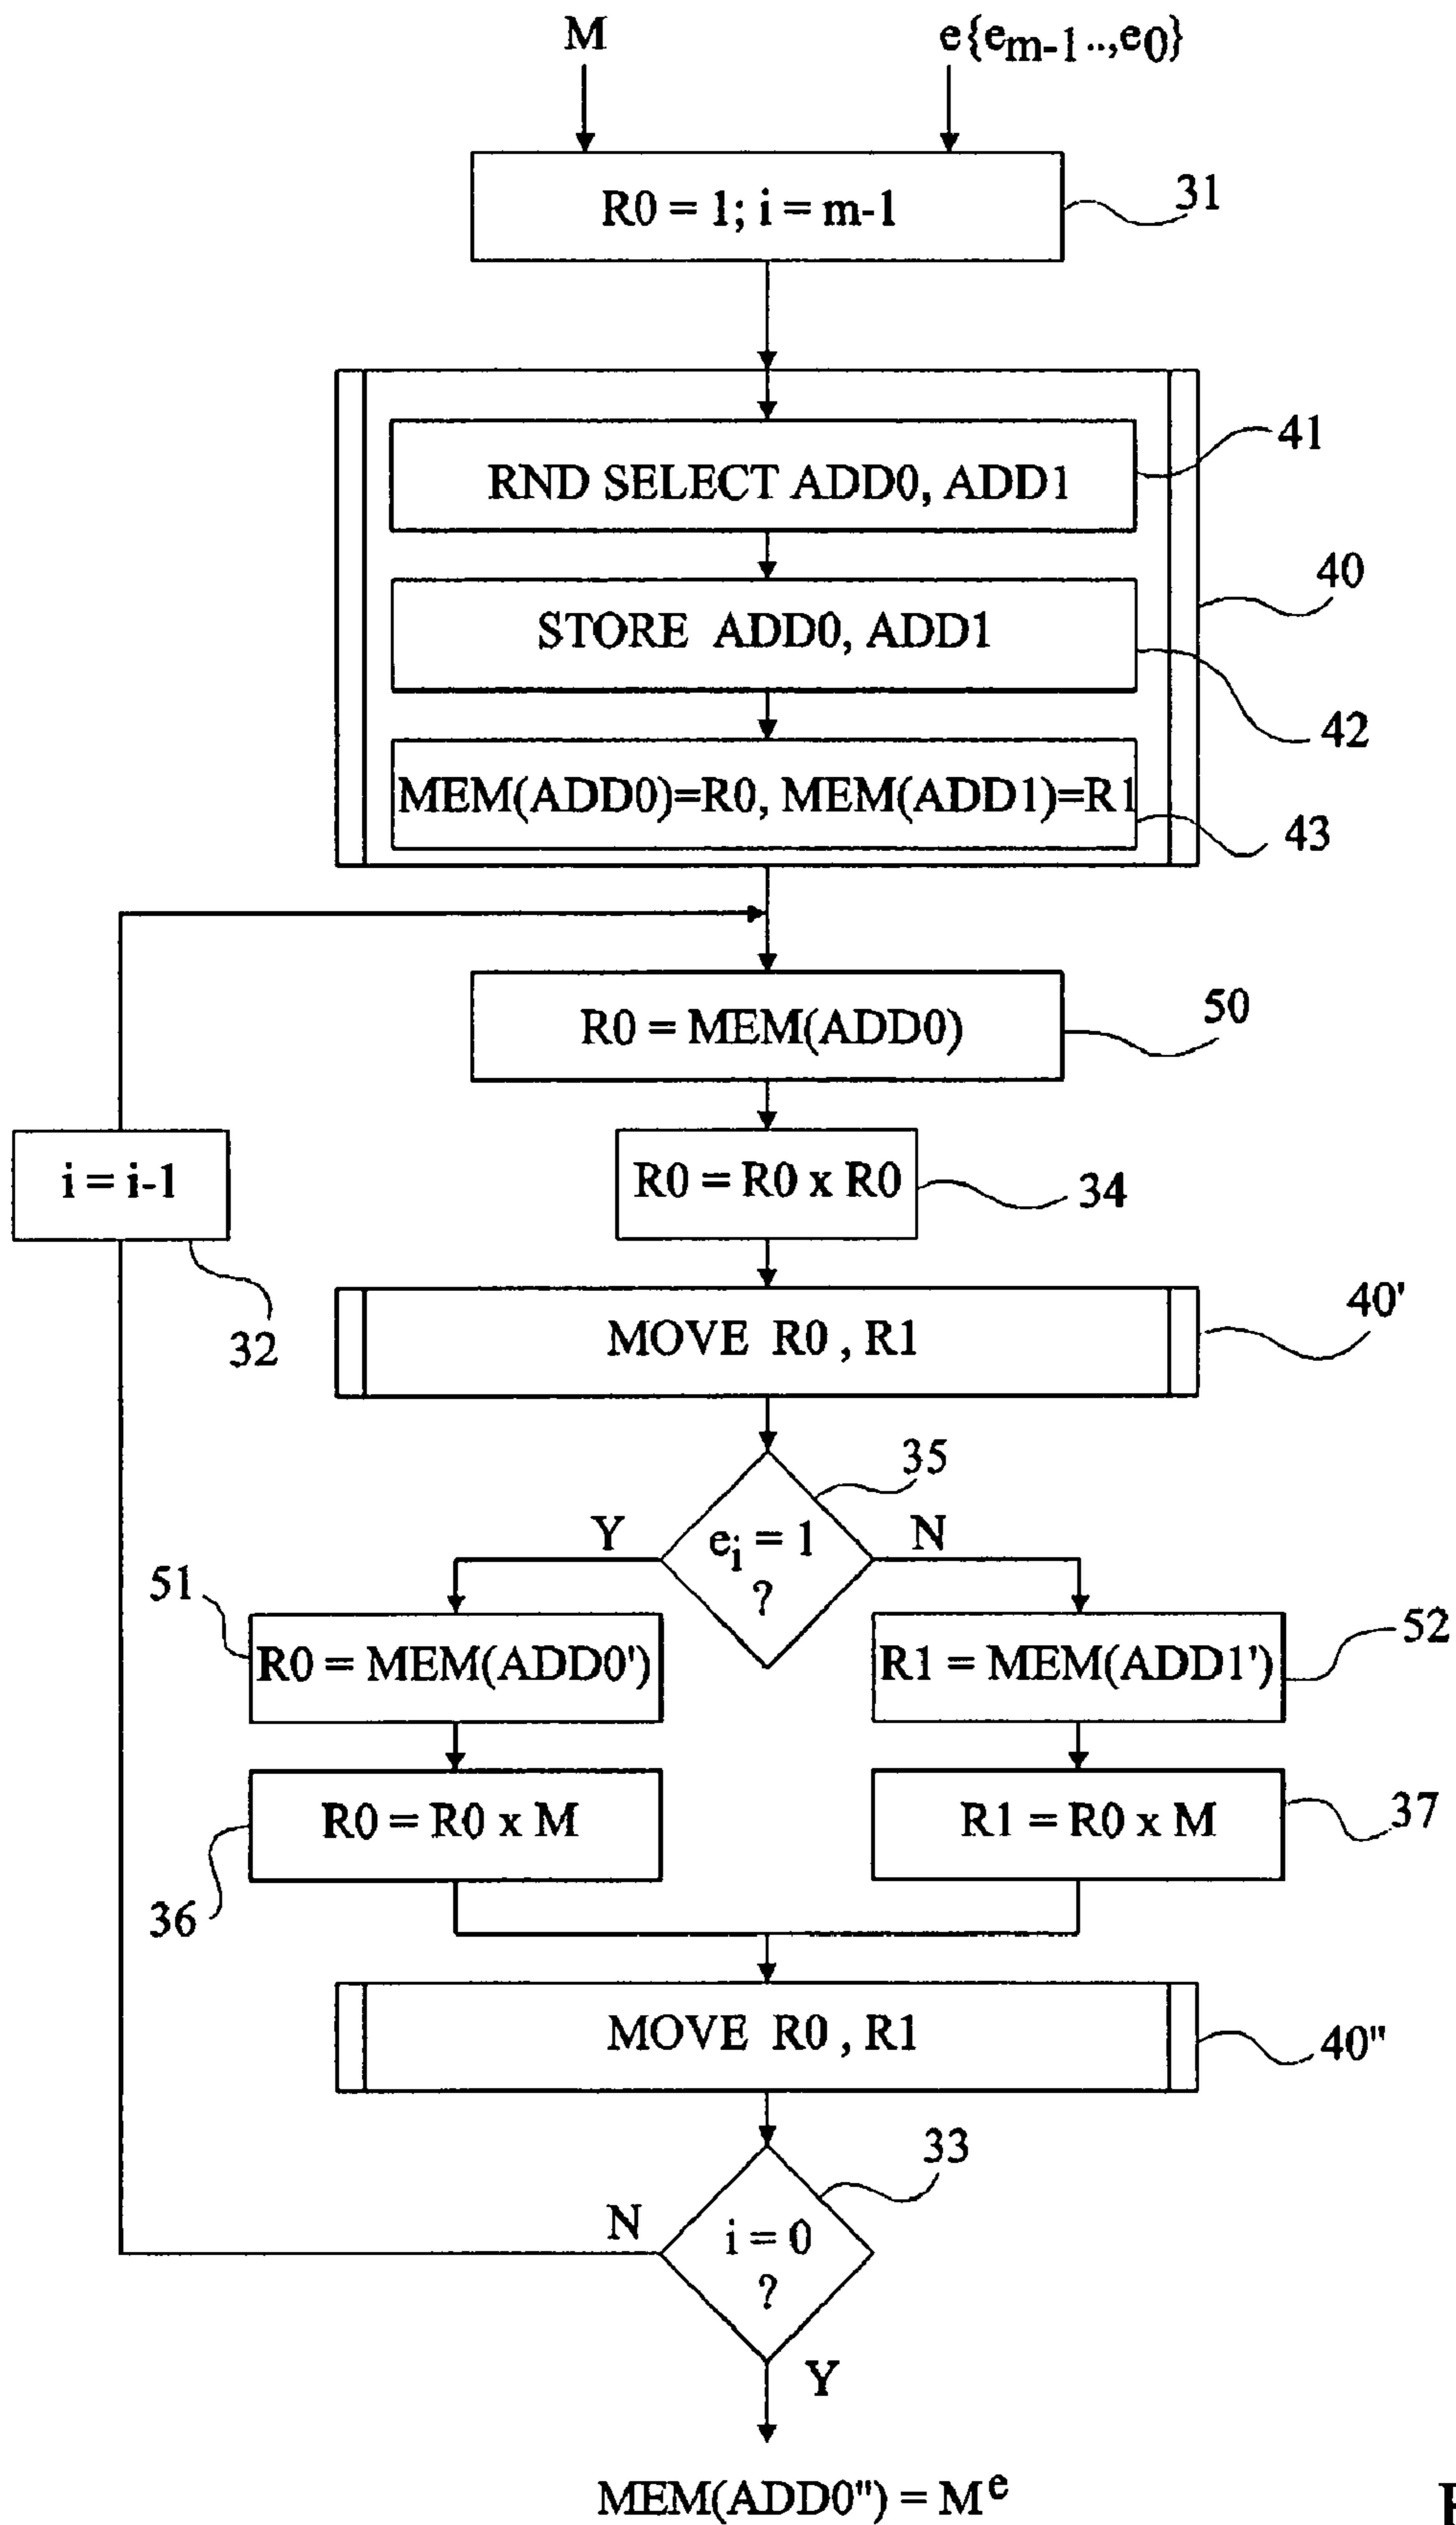 M e{em-1..,e0}
R0 = 1; i = m-1
31
RND SELECT ADD0, ADD1
41
STORE ADD0, ADD1
40
42
MEM(ADD0)=R0, MEM(ADD1)=R1
43
R0 = MEM(ADD0)
50
i = i-1
R0 = R0 x R0
34
32
MOVE R0 , R1
40'
35
Y
ei = 1
?
N
51
R0 = MEM(ADD0')
R1 = MEM(ADD1')
52
R0 = R0 x M
R1 = R0 x M
37
36
MOVE R0 , R1
40"
33
N
i = 0
?
Y
MEM(ADD0") = Me